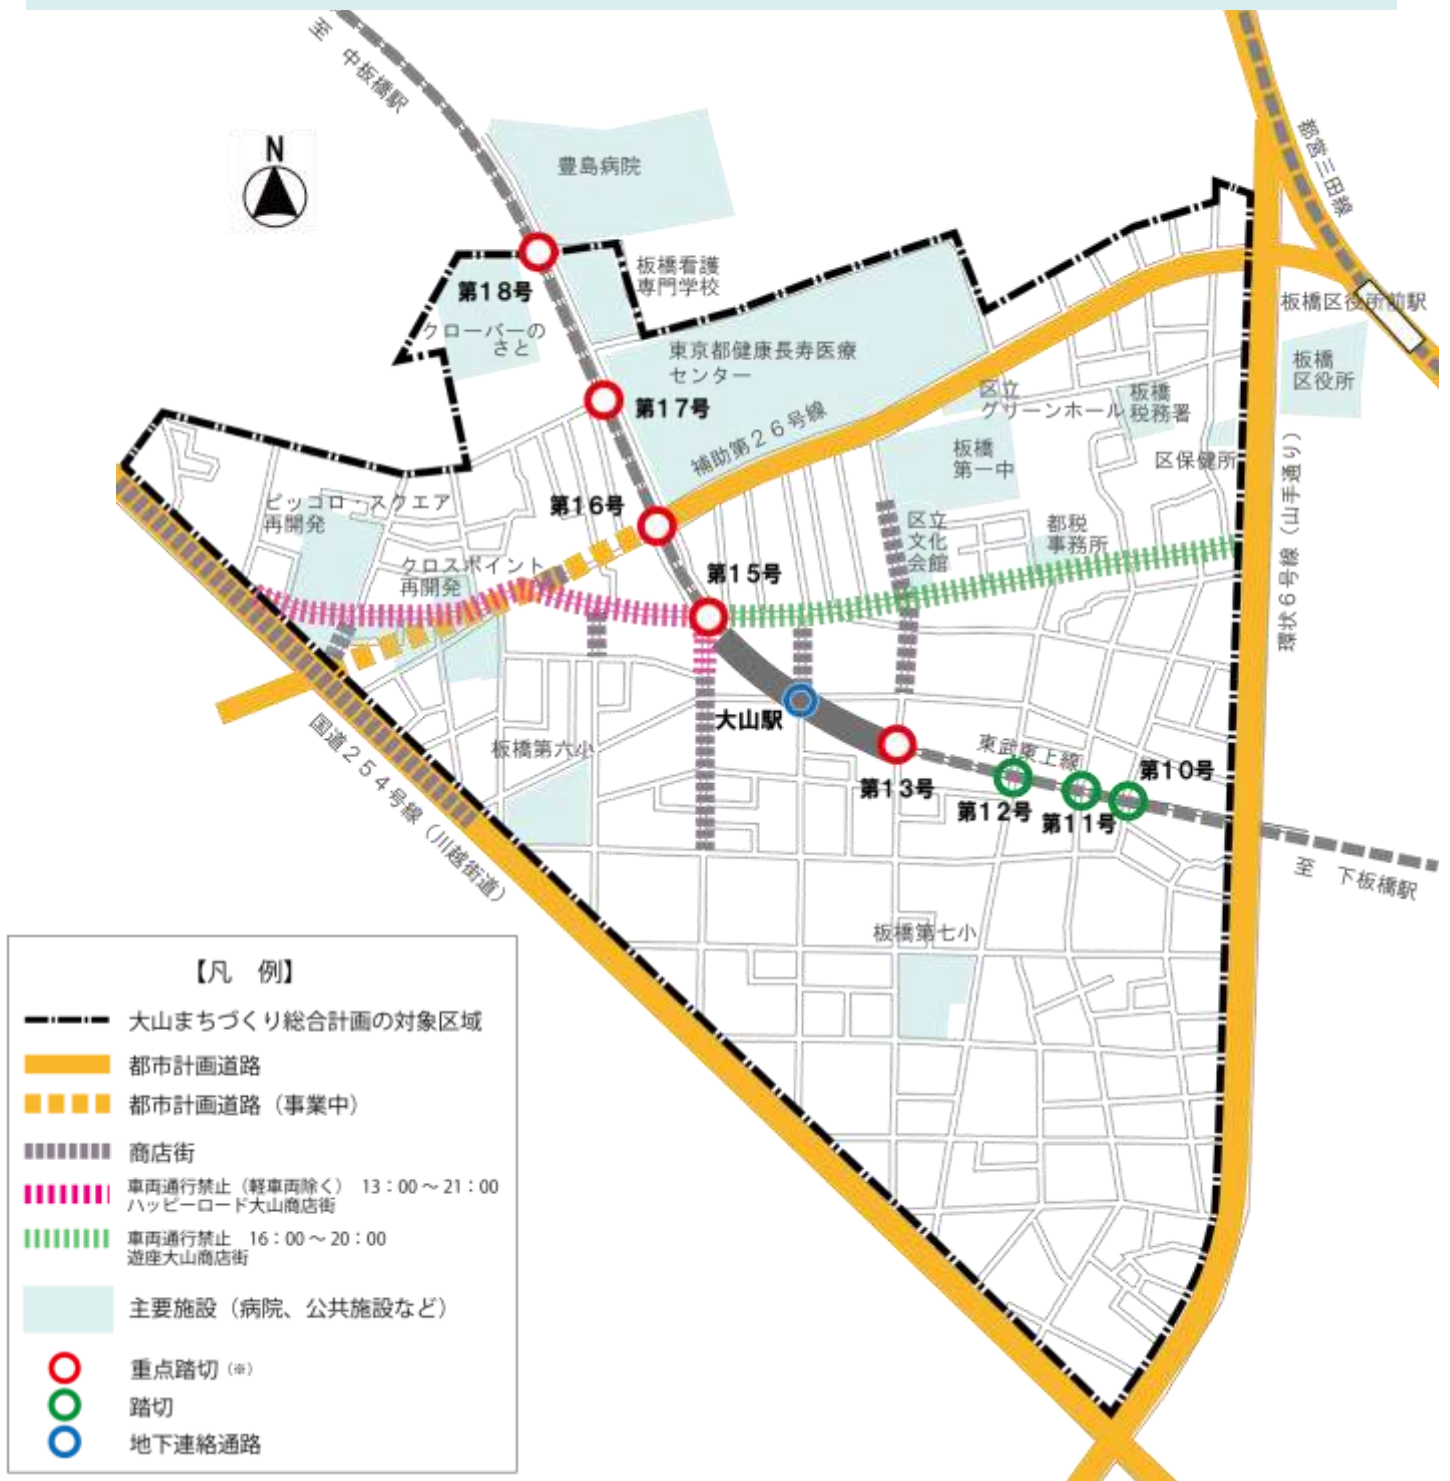 至 中板橋駅
N
豊島病院
都営三田線
板橋看護
専門学校
第18号
クローバーの
さと
板橋区役所前駅
東京都健康長寿医療
センター
板橋
区役所
区立
グリーンホール
板橋
税務署
第17号
補助第26号線
板橋
第一中
区保健所
環状6号線(山手通り)
ピッコロ・スクエア
再開発
第16号
区立
文化
会館
都税
事務所
クロスポイント
再開発
第15号
大山駅
国道254号線(川越街道)
板橋第六小
東武東上線
第13号
第12号
第11号
第10号
至 下板橋駅
板橋第七小
【凡 例】
大山まちづくり総合計画の対象区域
都市計画道路
都市計画道路(事業中)
商店街
車両通行禁止(軽車両除く) 13:00~21:00
ハッピーロード大山商店街
車両通行禁止 16:00~20:00
遊座大山商店街
主要施設(病院、公共施設など)
重点踏切(※)
踏切
地下連絡通路